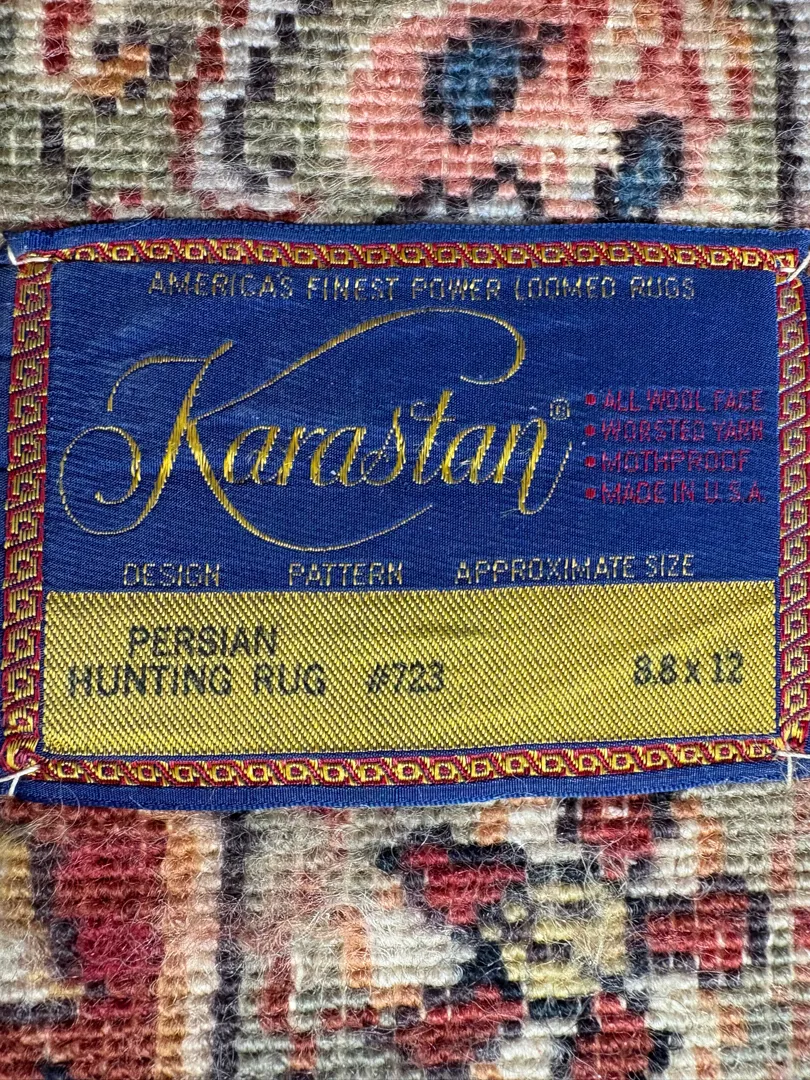 AMERICA'S FINEST POWER LOOMED RUGS
Karastan®
• ALL WOOL FACE
• WORSTED YARN
• MOTHPROOF
• MADE IN U.S.A.
DESIGN PATTERN APPROXIMATE SIZE
PERSIAN
HUNTING RUG #723 8.8 x 12